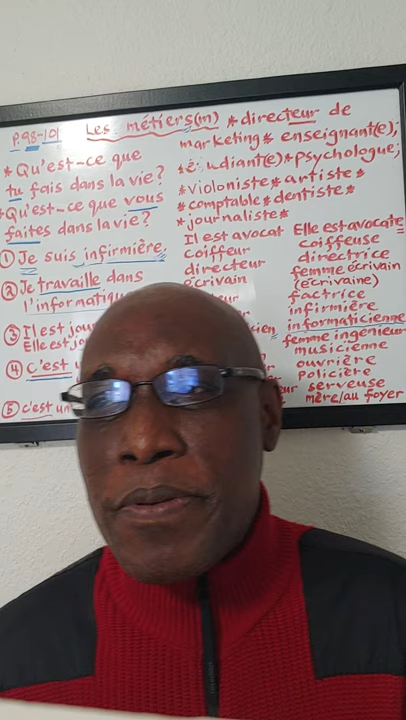 P.98-101 Les métiers(m) * directeur de
marketing* enseignant(e);
* Qu'est-ce que
tu fais dans la vie?
psychologue;
* violoniste* artiste*
* Qu'est-ce que vous
* comptable* dentiste*
faites dans la vie?
* journaliste*
Il est avocat Elle est avocate
① Je suis infirmière.
coiffeur coiffeuse
directeur directrice
② Je travaille dans
écrivain femme écrivain
(écrivaine)
l'informatique
factrice
infirmière
③ Il est
informaticienne
Elle est
femme ingénieur
musicienne
④ c'est
ouvrière
policière
serveuse
⑤ c'est un
mère/au foyer